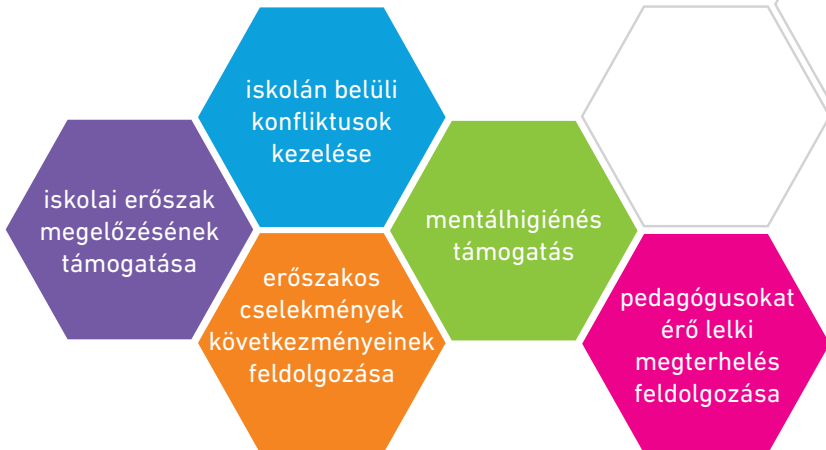 iskolán belüli
konfliktusok
kezelése
iskolai erőszak
megelőzésének
támogatása
mentálhigiénés
támogatás
erőszakos
cselekmények
következményeinek
feldolgozása
pedagógusokat
érő lelki
megterhelés
feldolgozása